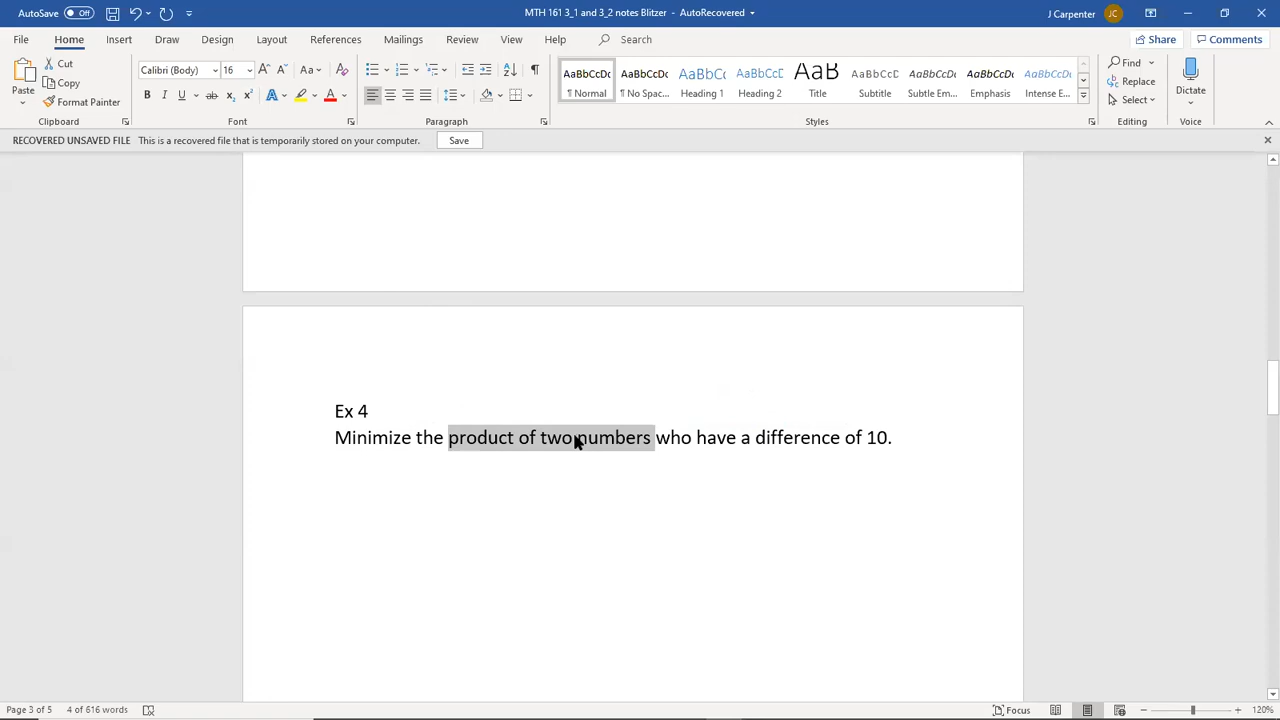 AutoSave Off MTH 161 3_1 and 3_2 notes Blitzer - AutoRecovered J Carpenter JC
File Home Insert Draw Design Layout References Mailings Review View Help Search Share Comments
Paste Cut Copy Format Painter
Calibri (Body) 16
AaBbCcDc ¶ Normal
AaBbCcDc ¶ No Spac...
AaBbCc Heading 1
AaBbCcD Heading 2
AaB Title
AaBbCcD Subtitle
AaBbCcDc Subtle Em...
AaBbCcDc Emphasis
AaBbCcDc Intense E...
Find Replace Select
Dictate
Clipboard Font Paragraph Styles Editing Voice
RECOVERED UNSAVED FILE This is a recovered file that is temporarily stored on your computer. Save
Ex 4
Minimize the product of two numbers who have a difference of 10.
Page 3 of 5 4 of 616 words Focus 120%